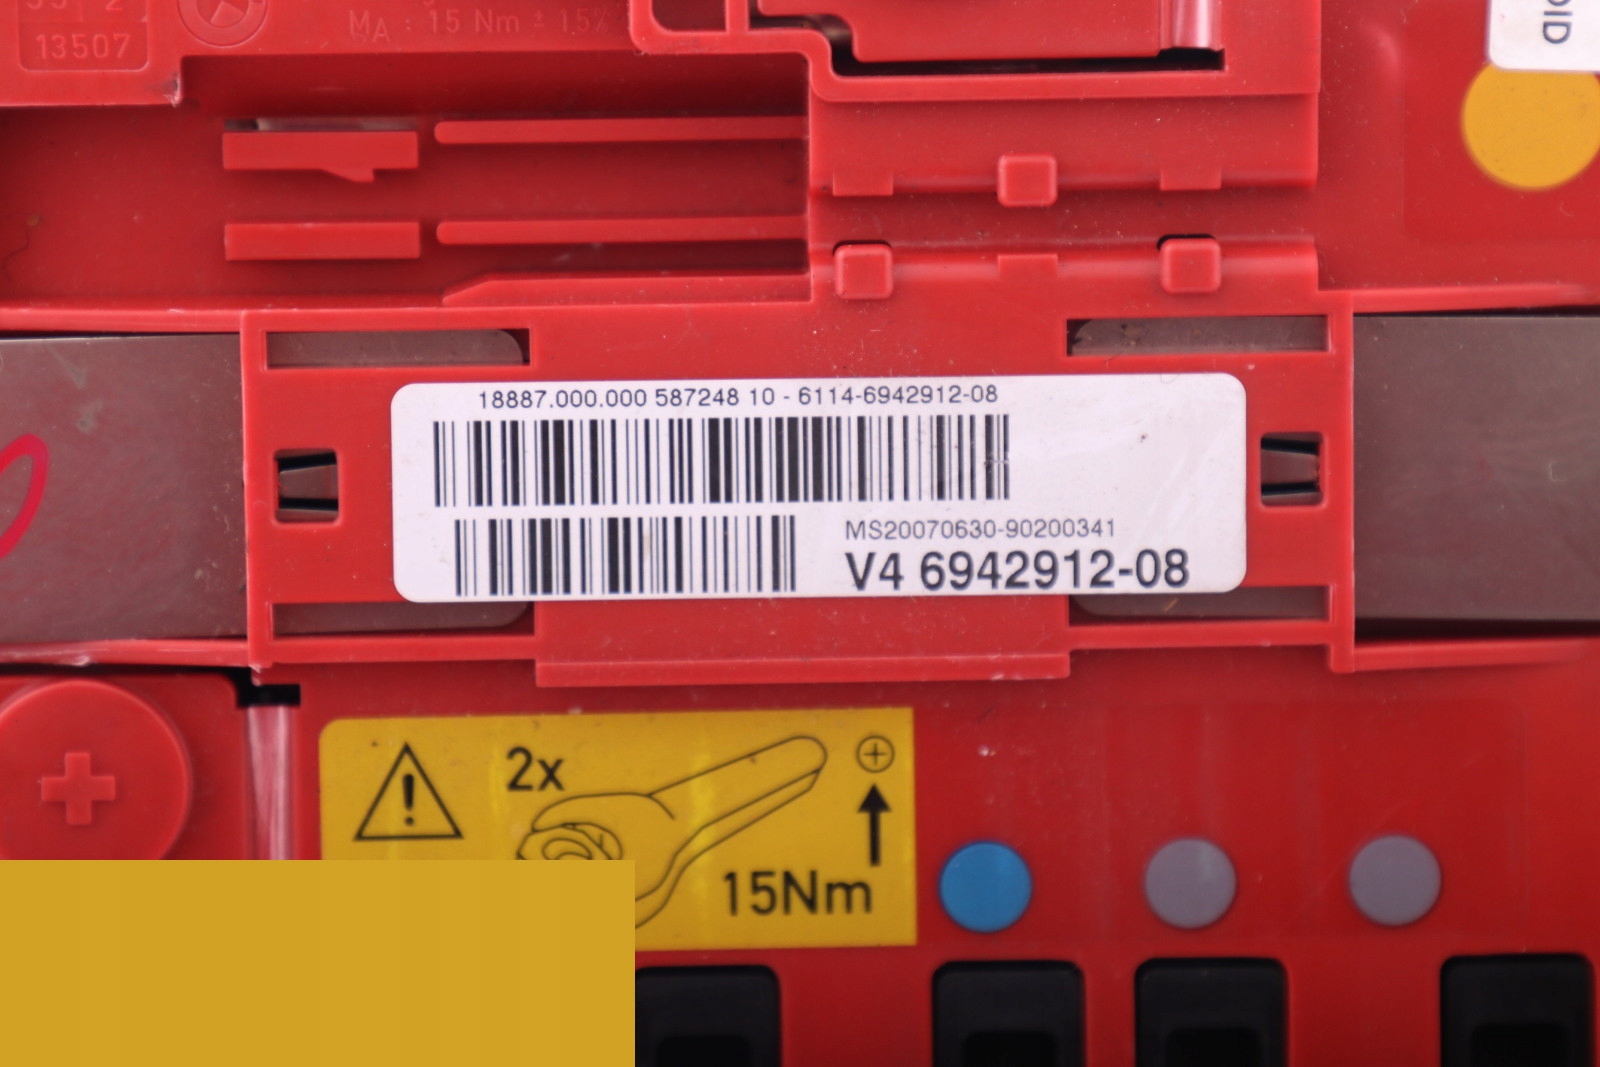 13507
MA : 15 Nm ± 15%
OID
18887.000.000 587248 10 - 6114-6942912-08
MS20070630-90200341
V4 6942912-08
2x
15Nm